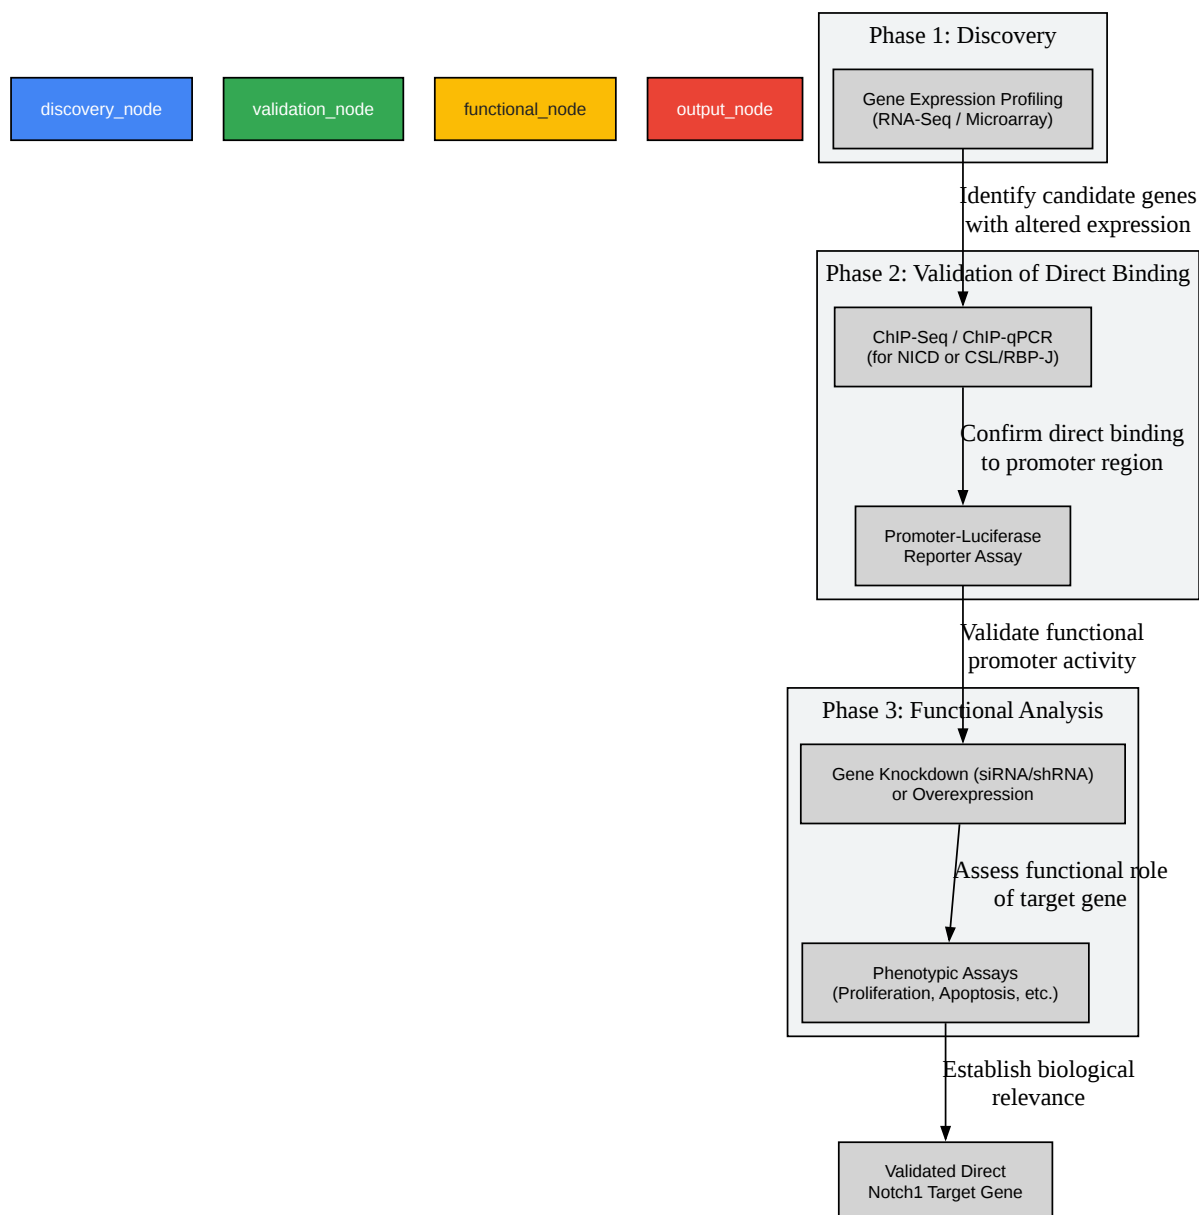 Phase 1: Discovery
discovery_node
validation_node
functional_node
output_node
Gene Expression Profiling
(RNA-Seq / Microarray)
Identify candidate genes
with altered expression
Phase 2: Validation of Direct Binding
ChIP-Seq / ChIP-qPCR
(for NICD or CSL/RBP-J)
Confirm direct binding
to promoter region
Promoter-Luciferase
Reporter Assay
Validate functional
promoter activity
Phase 3: Functional Analysis
Gene Knockdown (siRNA/shRNA)
or Overexpression
Assess functional role
of target gene
Phenotypic Assays
(Proliferation, Apoptosis, etc.)
Establish biological
relevance
Validated Direct
Notch1 Target Gene